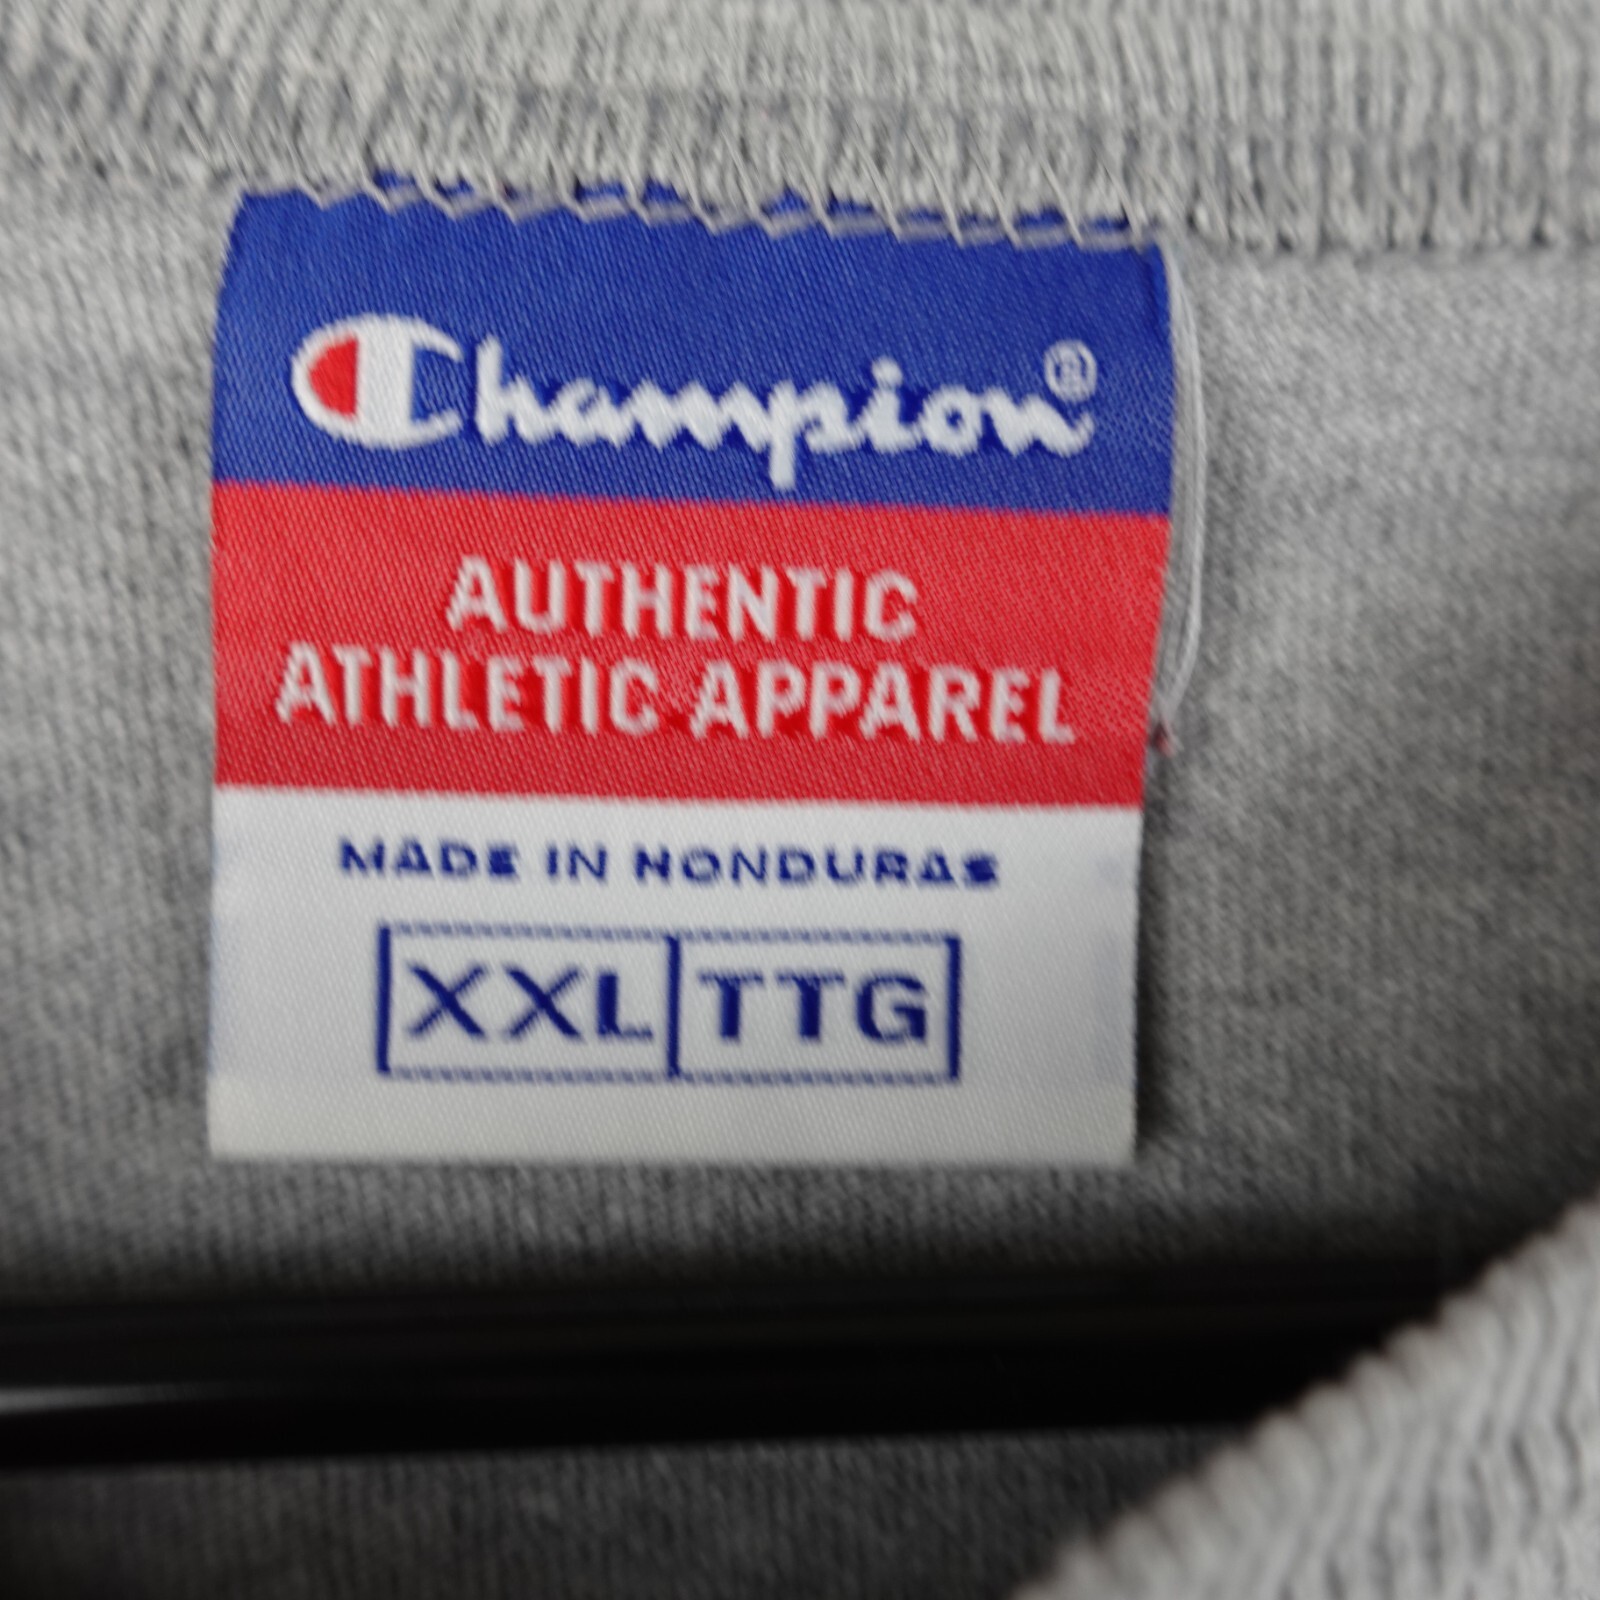 Champion®
AUTHENTIC
ATHLETIC APPAREL
MADE IN HONDURAS
XXL TTG